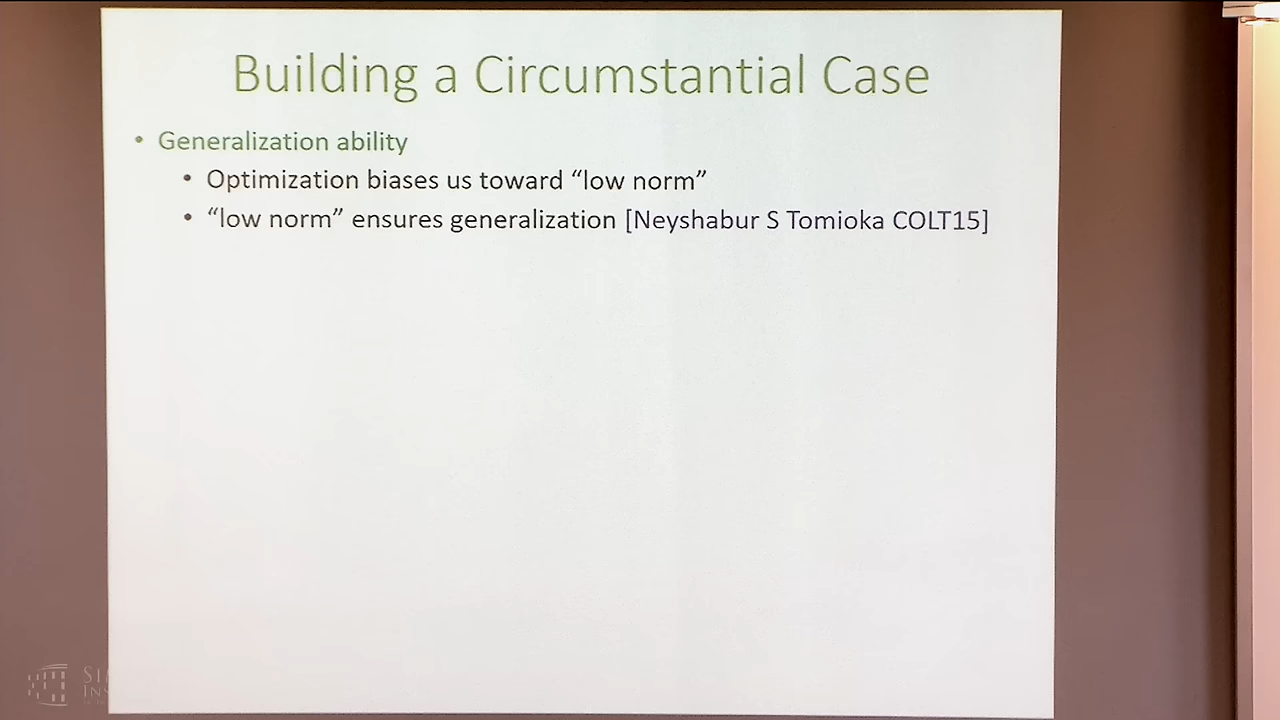 Building a Circumstantial Case
• Generalization ability
• Optimization biases us toward “low norm”
• “low norm” ensures generalization [Neyshabur S Tomioka COLT15]